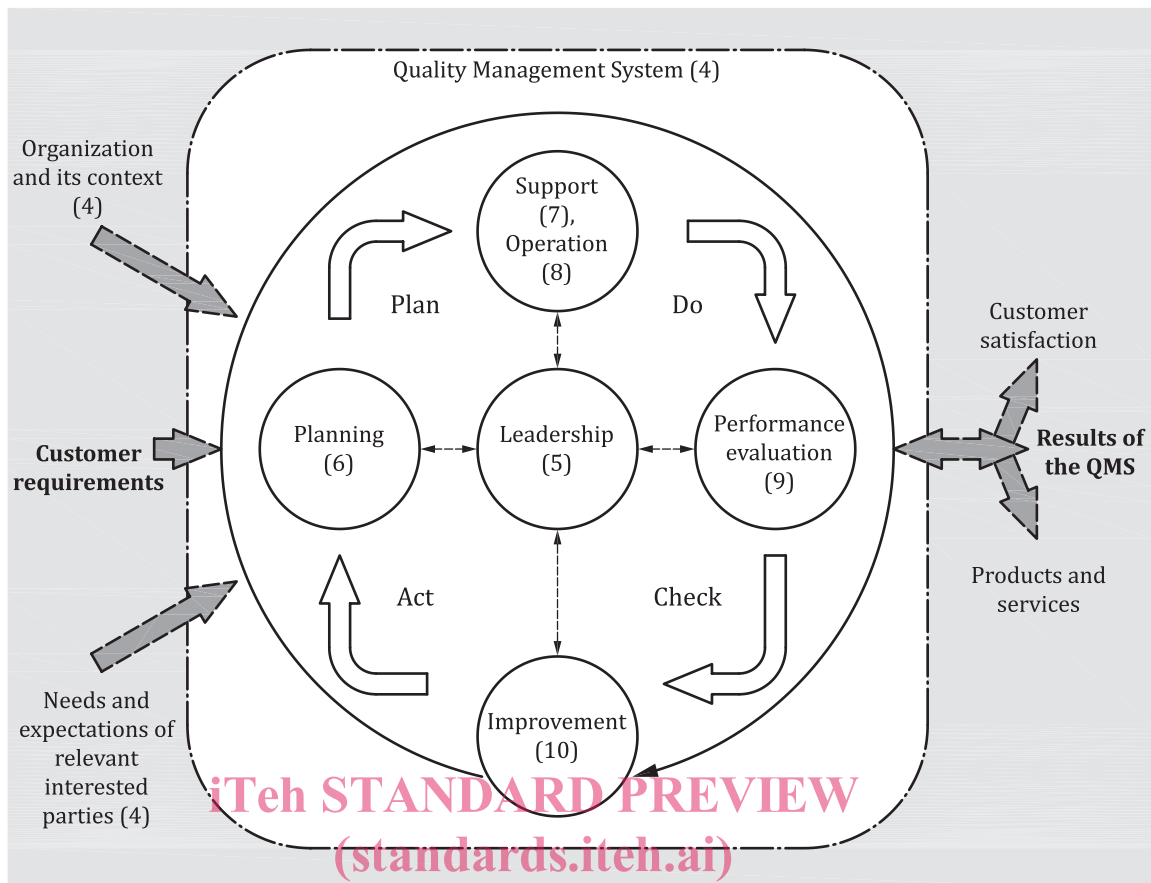 Quality Management System (4)
Organization
and its context
(4)
Support
(7),
Operation
(8)
Plan
Do
Customer
satisfaction
Planning
(6)
Leadership
(5)
Performance
evaluation
(9)
Customer
requirements
Results of
the QMS
Act
Check
Products and
services
Needs and
expectations of
relevant
interested
parties (4)
Improvement
(10)
iTeh STANDARD PREVIEW
(standards.iteh.ai)